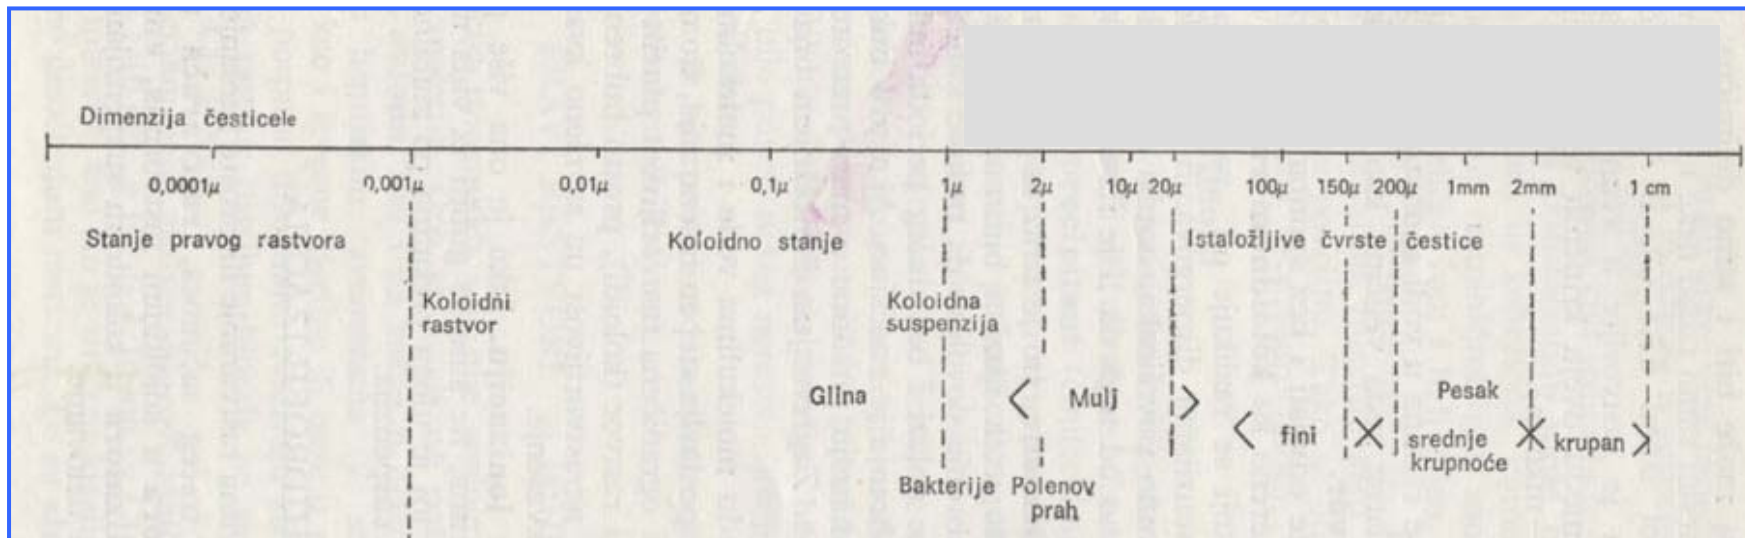 Dimenzija česticele
0,0001µ 0,001µ 0,01µ 0,1µ 1µ 2µ 10µ 20µ 100µ 150µ 200µ 1mm 2mm 1 cm
Stanje pravog rastvora Koloidno stanje Istaložljive čvrste čestice
Koloidni
rastvor
Koloidna
suspenzija
Glina Mulj Pesak
fini srednje
krupnoće
krupan
Bakterije Polenov
prah